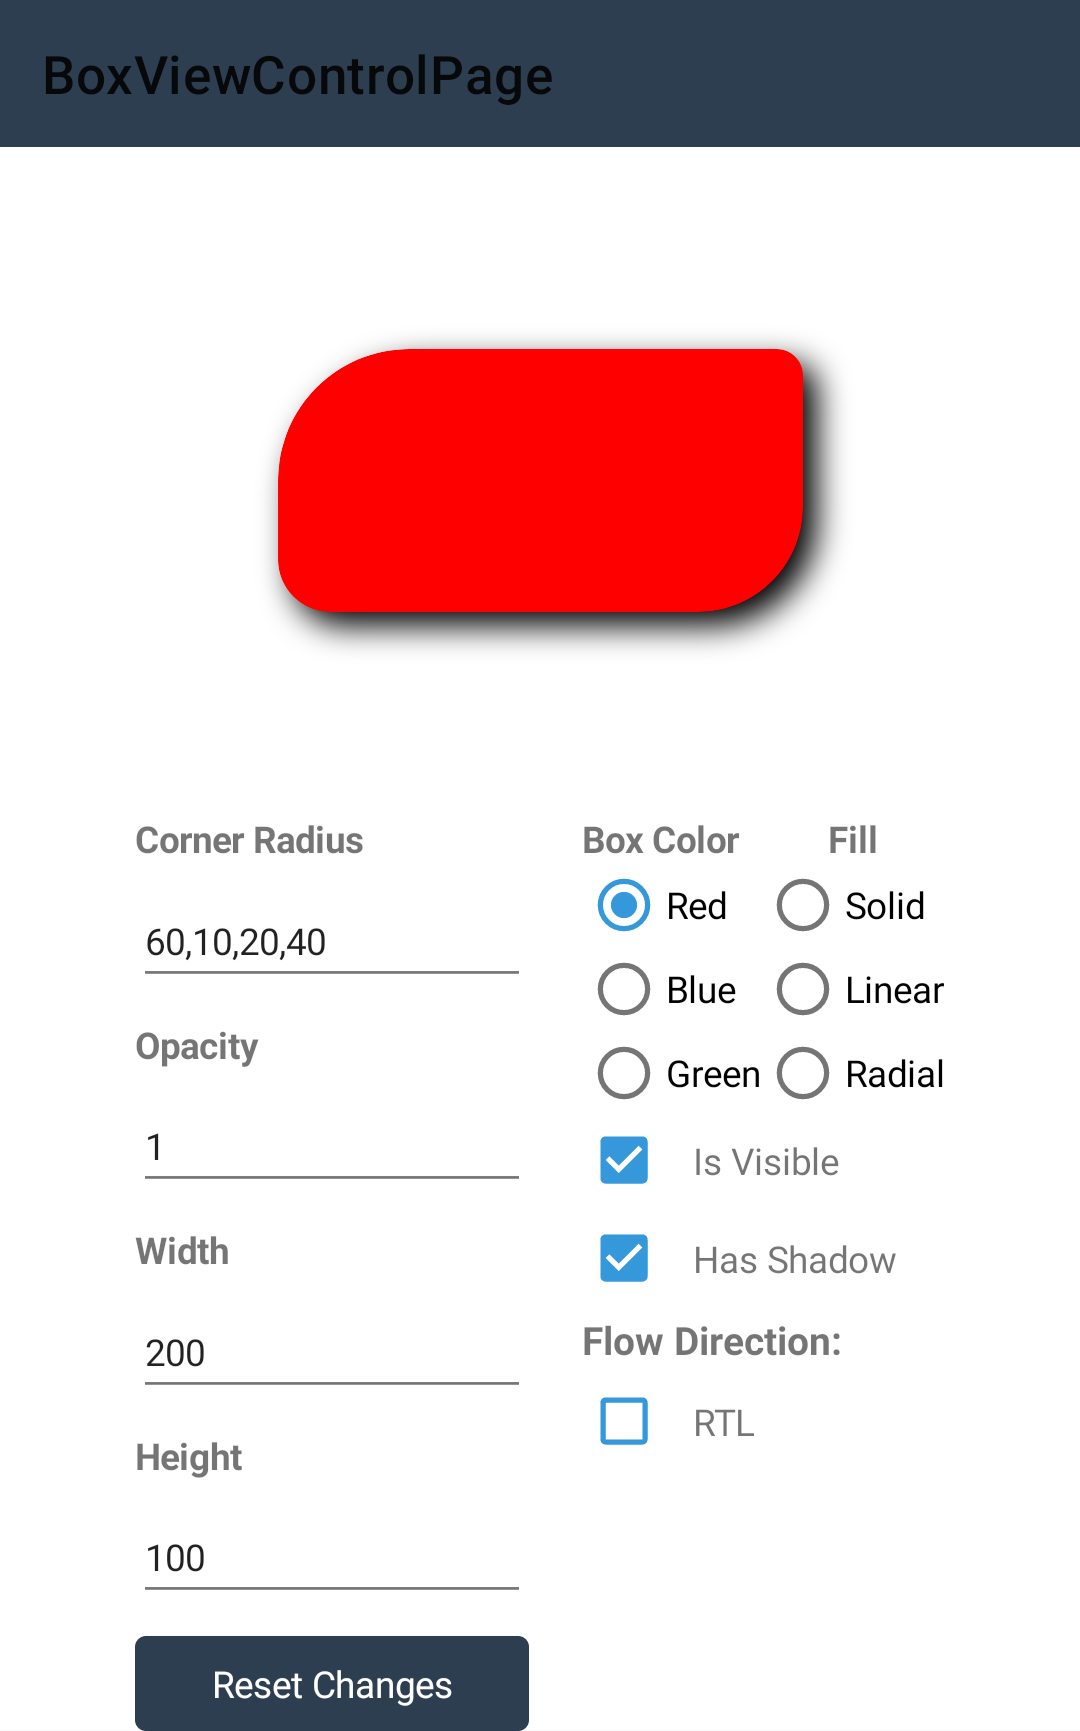 BoxViewControlPage
Corner Radius
60,10,20,40
Opacity
1
Width
200
Height
100
Reset Changes
Box Color
Fill
Red
Solid
Blue
Linear
Green
Radial
Is Visible
Has Shadow
Flow Direction:
RTL